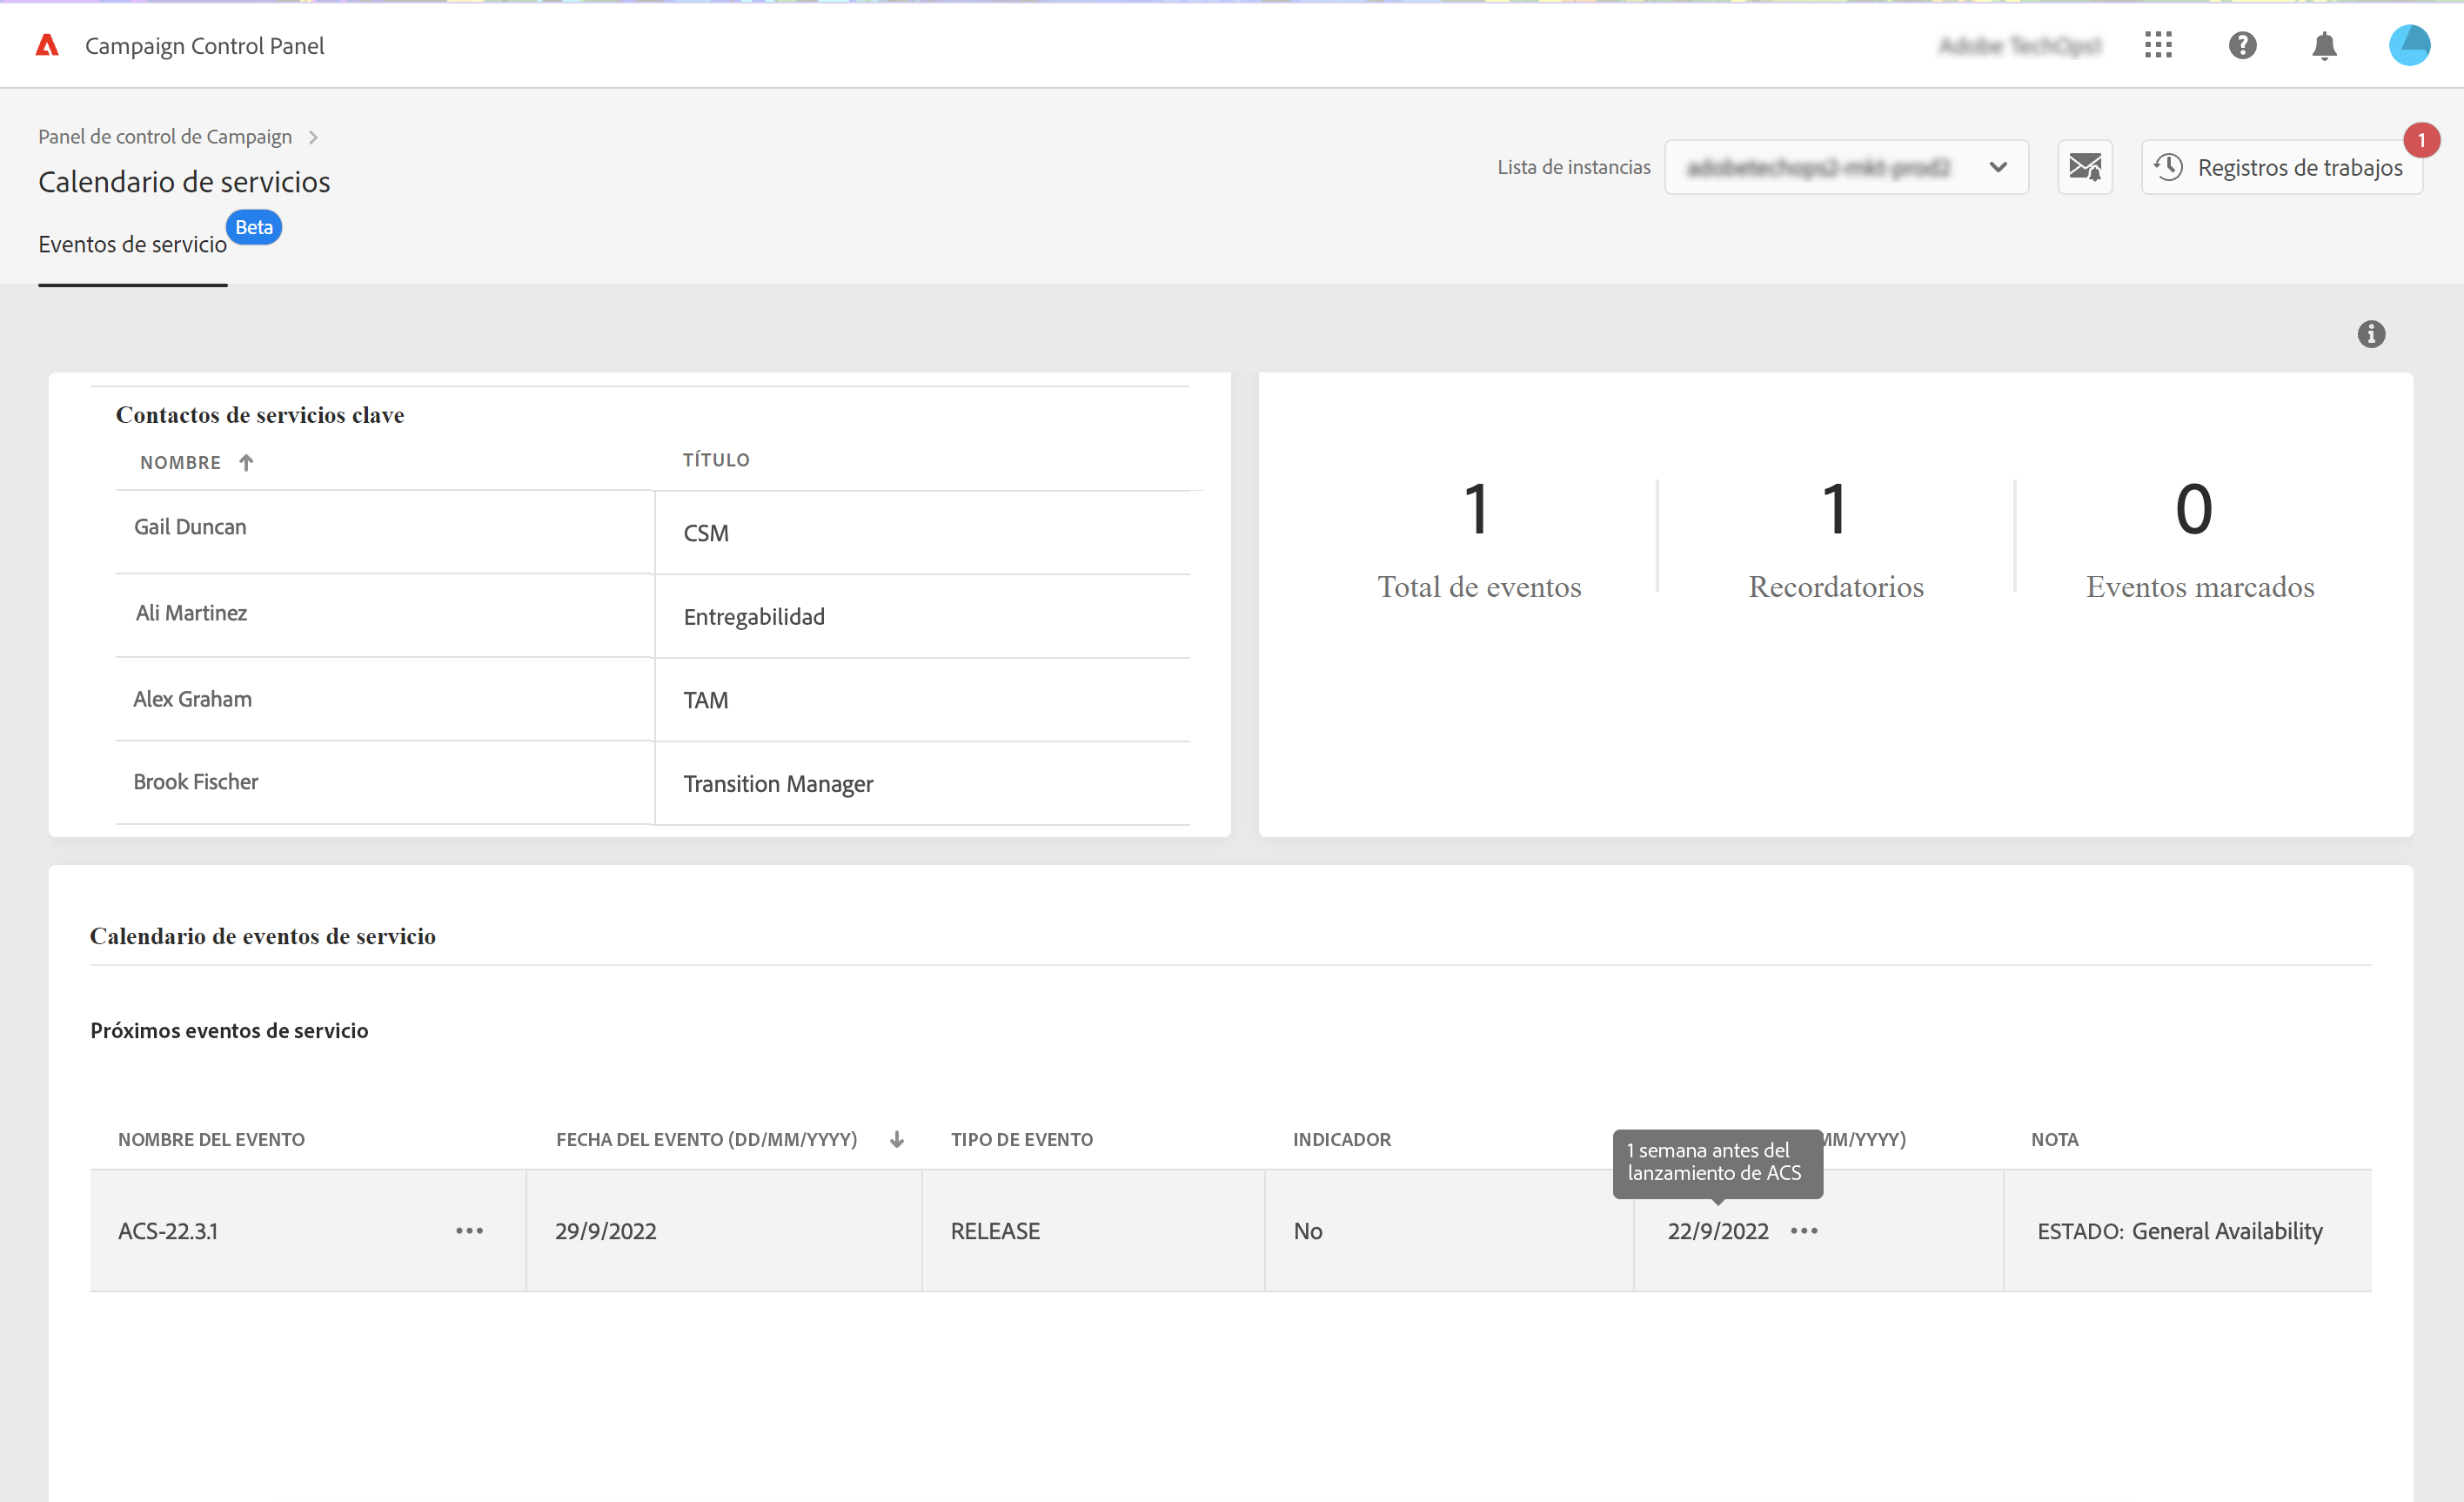 Campaign Control Panel
Panel de control de Campaign
Calendario de servicios
Lista de instancias
Registros de trabajos
1
Eventos de servicio
Beta
Contactos de servicios clave
NOMBRE
TÍTULO
Gail Duncan
CSM
Ali Martinez
Entregabilidad
Alex Graham
TAM
Brook Fischer
Transition Manager
1
Total de eventos
1
Recordatorios
0
Eventos marcados
Calendario de eventos de servicio
Próximos eventos de servicio
NOMBRE DEL EVENTO
FECHA DEL EVENTO (DD/MM/YYYY)
TIPO DE EVENTO
INDICADOR
MM/YYYY)
NOTA
1 semana antes del
lanzamiento de ACS
ACS-22.3.1
29/9/2022
RELEASE
No
22/9/2022
ESTADO: General Availability